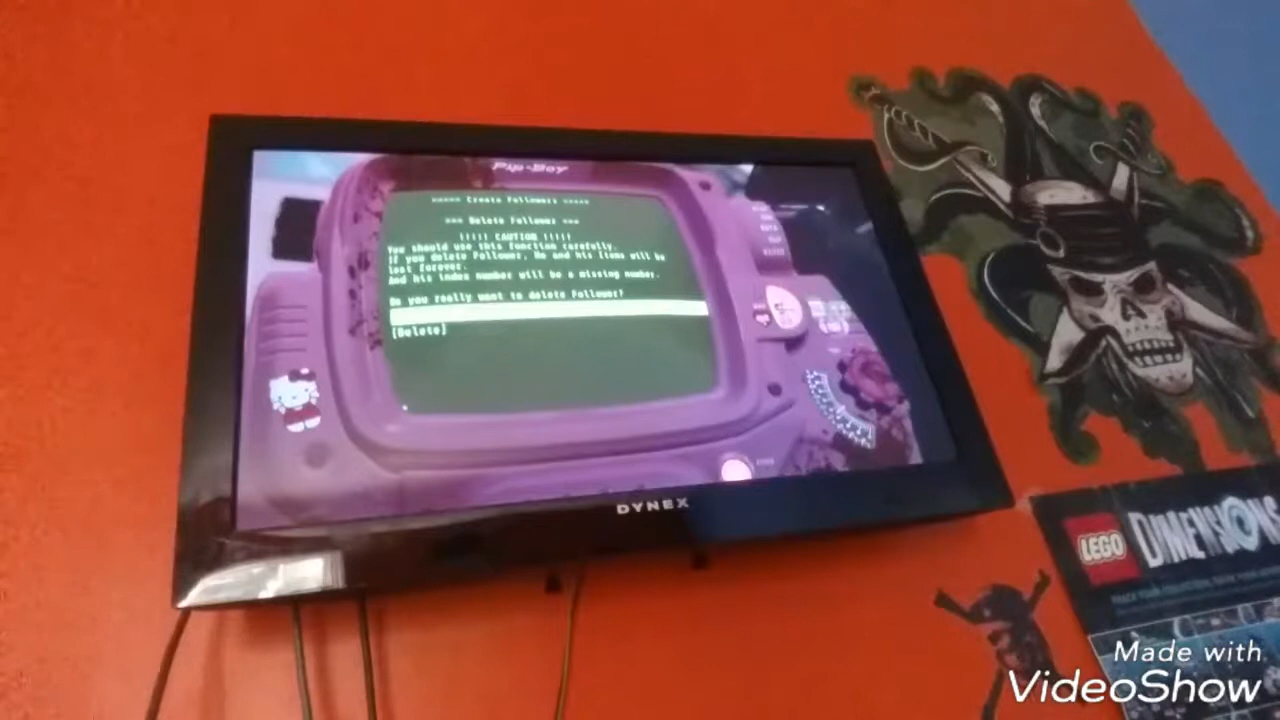 Pip-Boy
===== Create Followers =====
=== Delete Follower ===
!!!!! CAUTION !!!!!
You should use this function carefully.
If you delete Follower, He and his Items will be
lost forever.
And his index number will be a missing number.
Do you really want to delete Follower?
[Delete]
DYNEX
LEGO DIMENSIONS
Made with
VideoShow